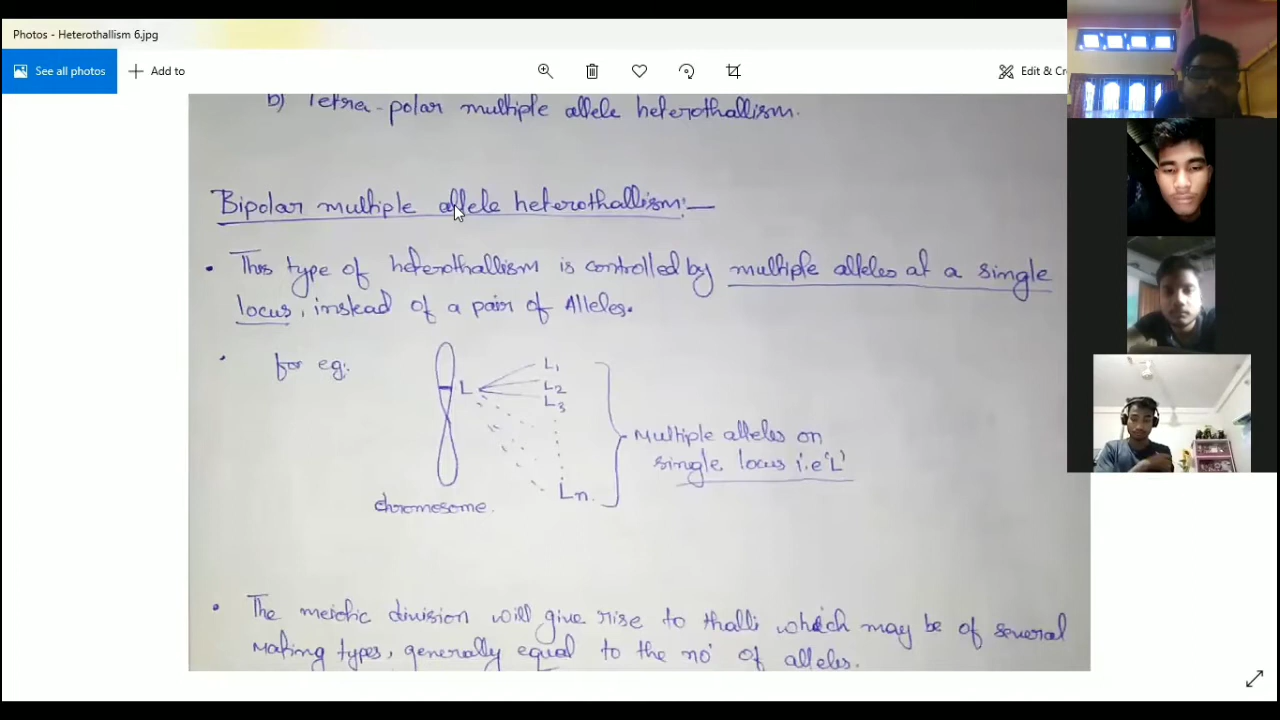 Photos - Heterothallism 6.jpg
See all photos
Add to
Edit & Cr
b) Tetra-polar multiple allele heterothallism.
Bipolar multiple allele heterothallism:—
• This type of heterothallism is controlled by multiple alleles at a single
locus, instead of a pair of Alleles.
• for eg:
L
L1
L2
L3
Ln.
Multiple alleles on
single locus i.e 'L'
chromosome.
• The meiotic division will give rise to thalli which may be of several
Mating types, generally equal to the no of alleles.